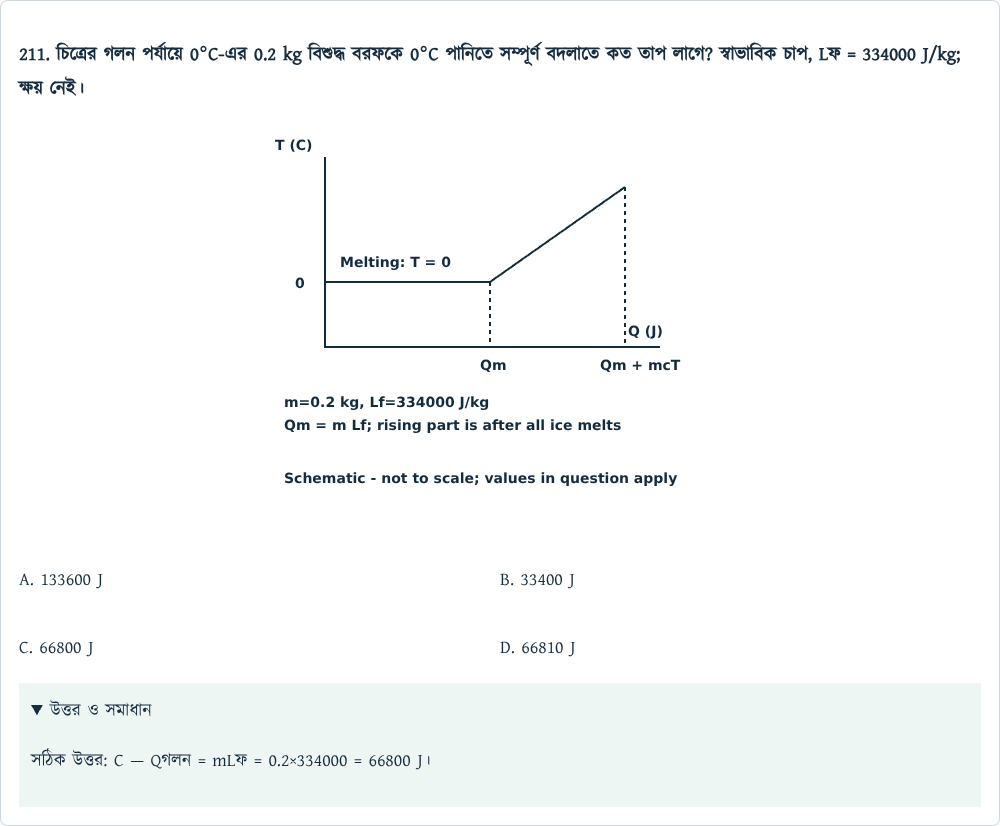 211. চিত্রের গলন পর্যায়ে 0°C-এর 0.2 kg বিশুদ্ধ বরফকে 0°C পানিতে সম্পূর্ণ বদলাতে কত তাপ লাগে? স্বাভাবিক চাপ, Lফ = 334000 J/kg;
ক্ষয় নেই।
T (C)
Melting: T = 0
0
Q (J)
Qm
Qm + mcT
m=0.2 kg, Lf=334000 J/kg
Qm = m Lf; rising part is after all ice melts
Schematic - not to scale; values in question apply
A. 133600 J
B. 33400 J
C. 66800 J
D. 66810 J
▼ উত্তর ও সমাধান
সঠিক উত্তর: C — Qগলন = mLফ = 0.2×334000 = 66800 J।